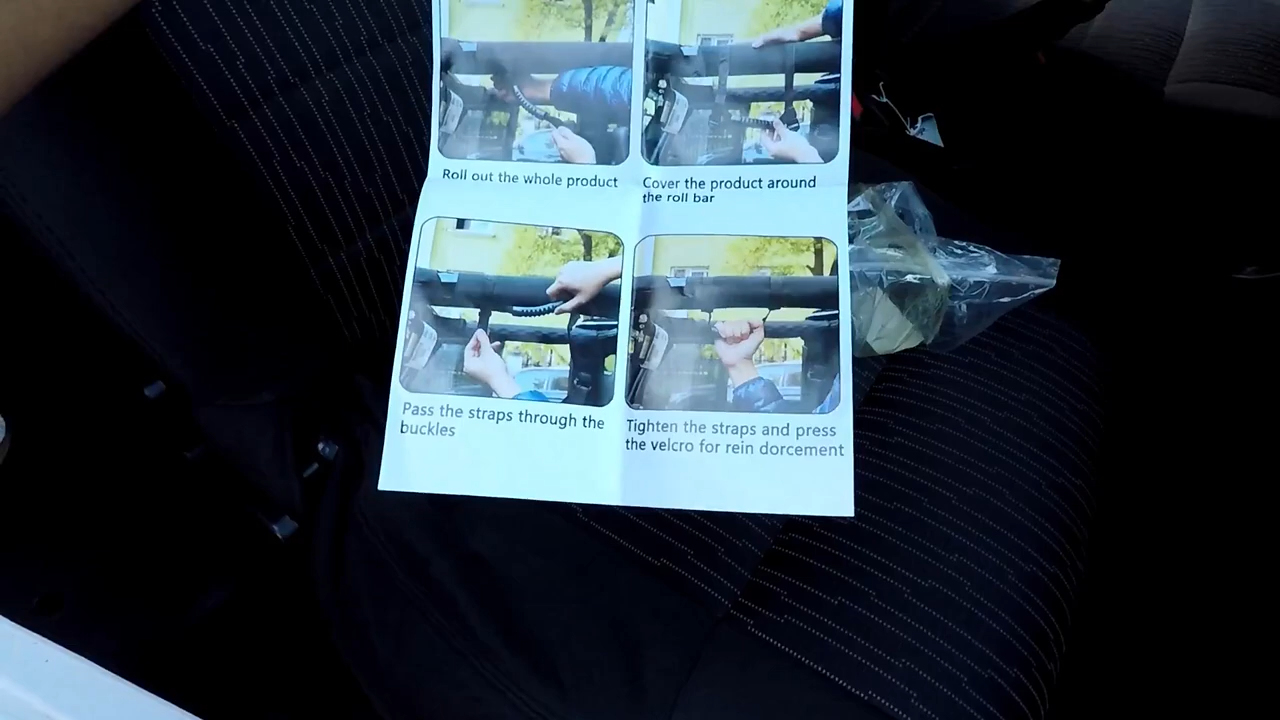 Roll out the whole product
Cover the product around
the roll bar
Pass the straps through the
buckles
Tighten the straps and press
the velcro for rein dorcement